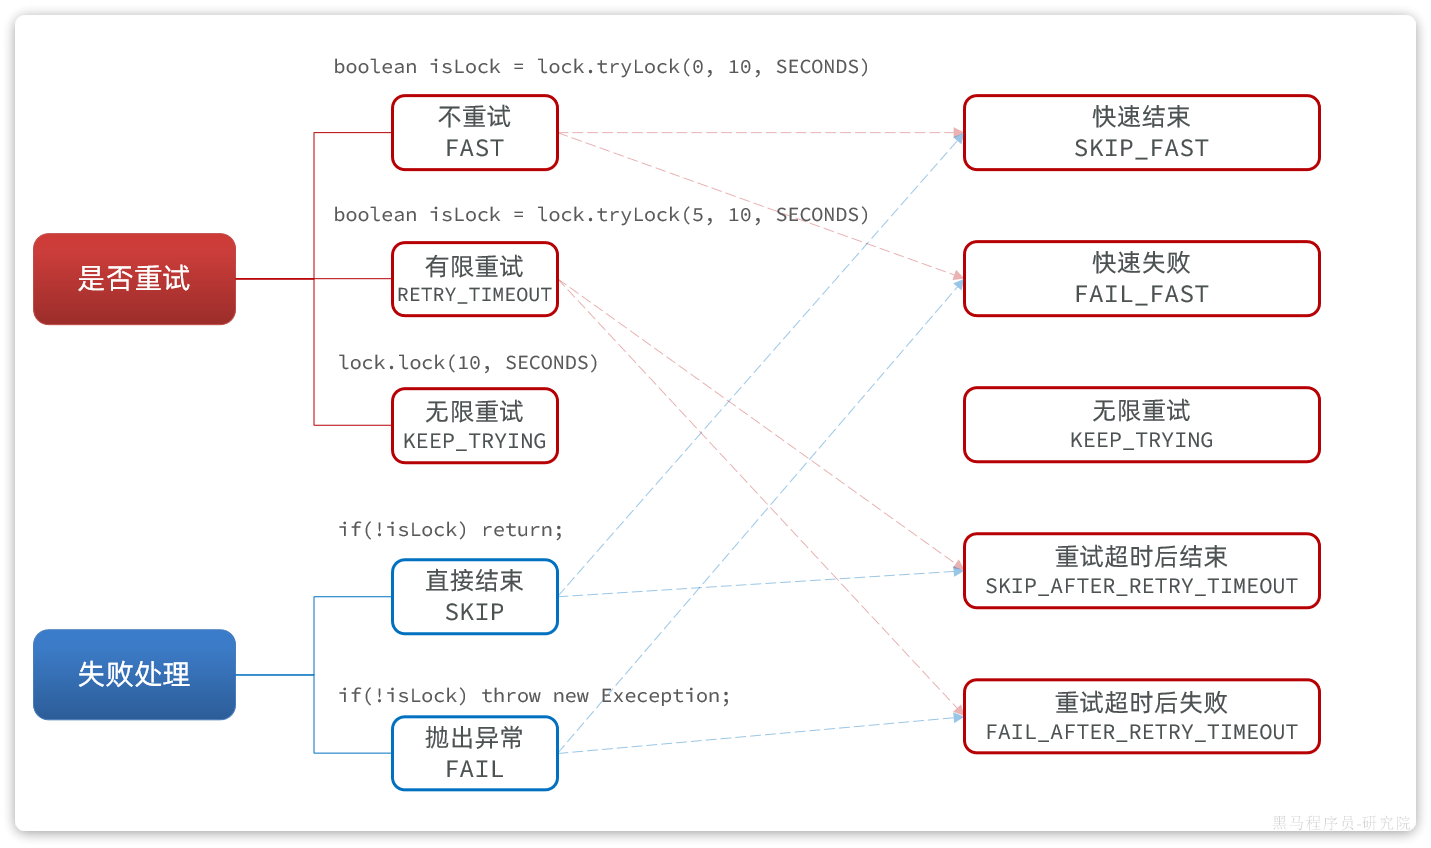 boolean isLock = lock.tryLock(0, 10, SECONDS)
不重试
FAST
快速结束
SKIP_FAST
boolean isLock = lock.tryLock(5, 10, SECONDS)
是否重试
有限重试
RETRY_TIMEOUT
快速失败
FAIL_FAST
lock.lock(10, SECONDS)
无限重试
KEEP_TRYING
无限重试
KEEP_TRYING
if(!isLock) return;
直接结束
SKIP
重试超时后结束
SKIP_AFTER_RETRY_TIMEOUT
失败处理
if(!isLock) throw new Exeception;
抛出异常
FAIL
重试超时后失败
FAIL_AFTER_RETRY_TIMEOUT
黑马程序员-研究院